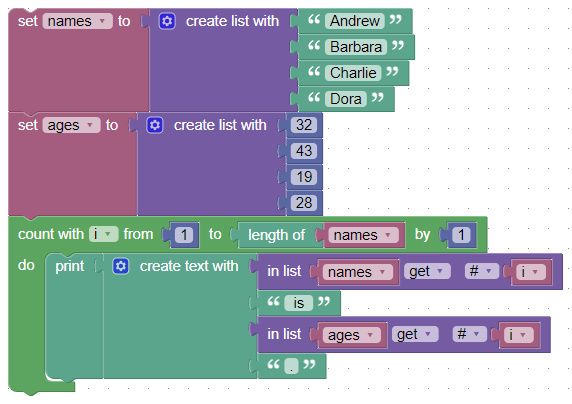 set names to create list with “ Andrew ”
“ Barbara ”
“ Charlie ”
“ Dora ”
set ages to create list with 32
43
19
28
count with i from 1 to length of names by 1
do print create text with in list names get # i
“ is ”
in list ages get # i
“ . ”